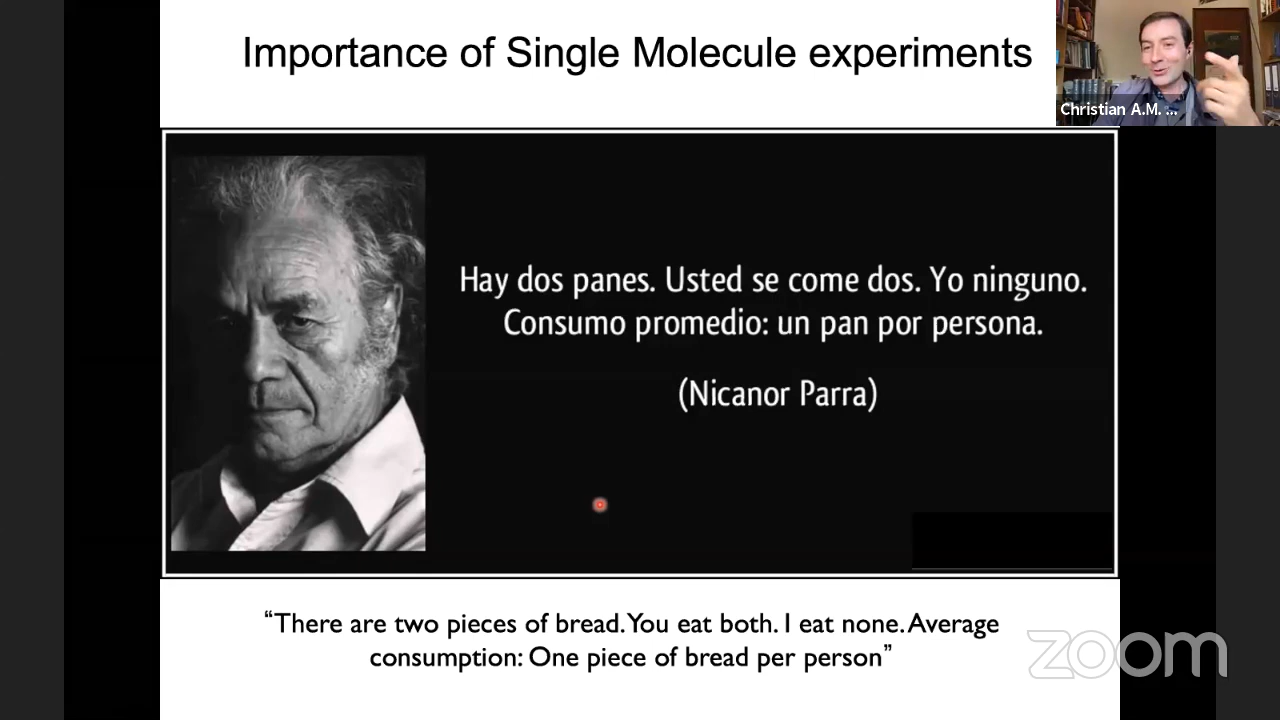 Importance of Single Molecule experiments
Christian A.M. ...
Hay dos panes. Usted se come dos. Yo ninguno.
Consumo promedio: un pan por persona.
(Nicanor Parra)
“There are two pieces of bread. You eat both. I eat none. Average
consumption: One piece of bread per person”
zoom